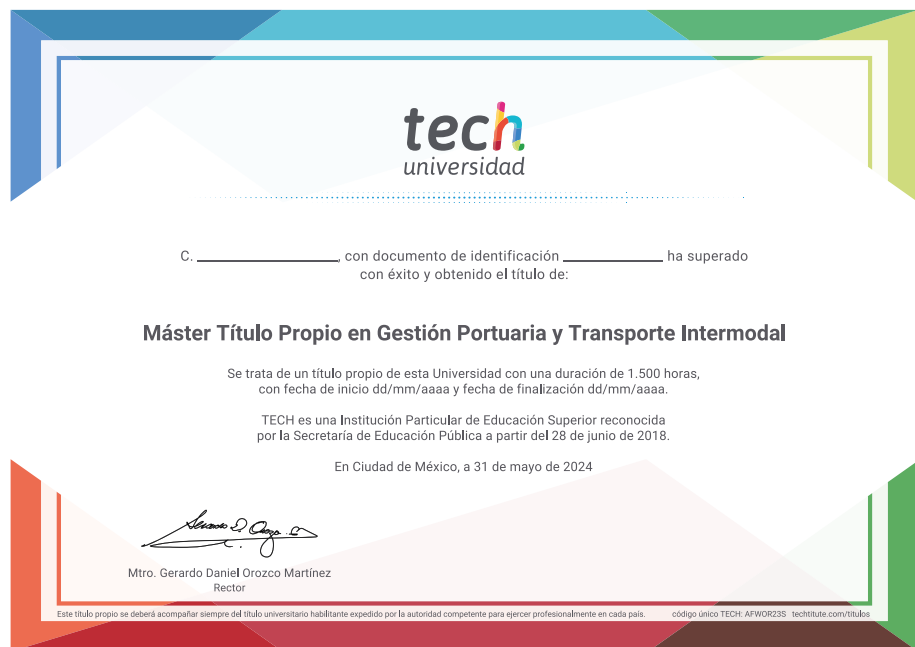 tech
universidad
C. ____________, con documento de identificación ____________ ha superado
con éxito y obtenido el título de:
Máster Título Propio en Gestión Portuaria y Transporte Intermodal
Se trata de un título propio de esta Universidad con una duración de 1.500 horas,
con fecha de inicio dd/mm/aaaa y fecha de finalización dd/mm/aaaa.
TECH es una Institución Particular de Educación Superior reconocida
por la Secretaría de Educación Pública a partir del 28 de junio de 2018.
En Ciudad de México, a 31 de mayo de 2024
Mtro. Gerardo Daniel Orozco Martínez
Rector
Este título propio se deberá acompañar siempre del título universitario habilitante expedido por la autoridad competente para ejercer profesionalmente en cada país. código único TECH: AFWOR23S techtitute.com/titulos